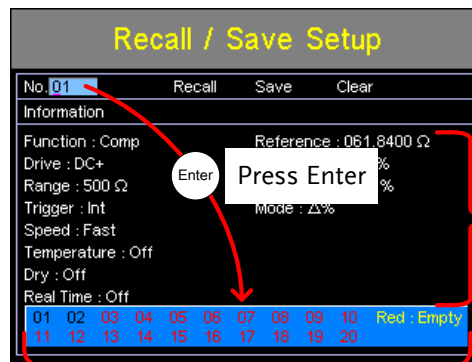 Recall / Save Setup
No.01 Recall Save Clear
Information
Function : Comp Reference : 061.8400 Ω
Drive : DC+ %
Range : 500 Ω %
Enter
Press Enter
Trigger : Int Mode : Δ%
Speed : Fast
Temperature : Off
Dry : Off
Real Time : Off
01 02 03 04 05 06 07 08 09 10 Red : Empty
11 12 13 14 15 16 17 18 19 20